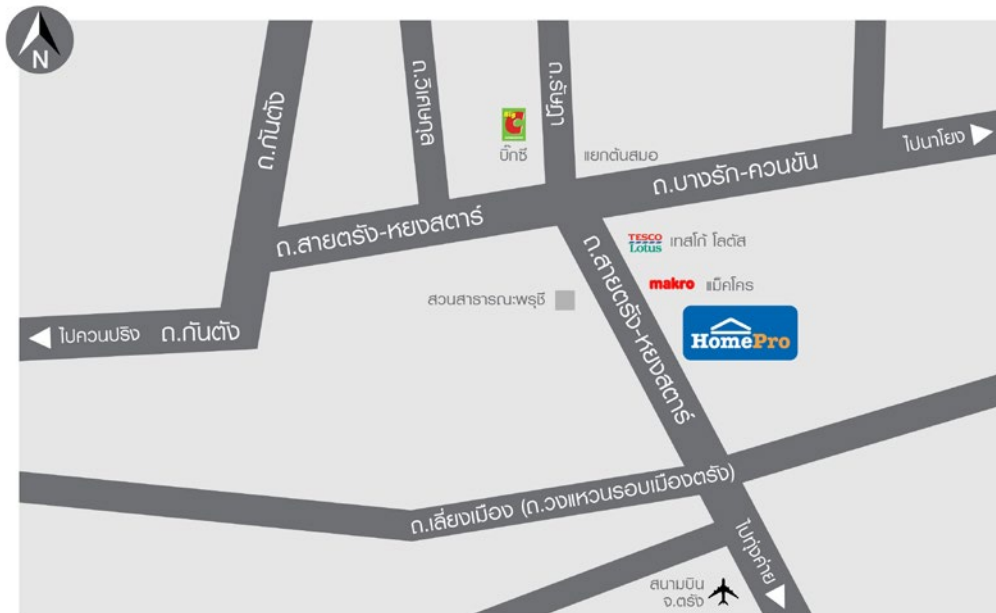 N
ถ.กันตัง
ถ.วิเศษกุล
ถ.รัษฎา
Big C
บิ๊กซี
แยกต้นสมอ
ถ.บางรัก-ควนขัน
ไปนาโยง
ถ.สายตรัง-หยงสตาร์
TESCO
Lotus
เทสโก้ โลตัส
makro แม็คโคร
HomePro
สวนสาธารณะพรุชี
ถ.สายตรัง-หยงสตาร์
ไปควนปริง
ถ.กันตัง
ถ.เลี่ยงเมือง (ถ.วงแหวนรอบเมืองตรัง)
ไปทุ่งค่าย
สนามบิน
จ.ตรัง